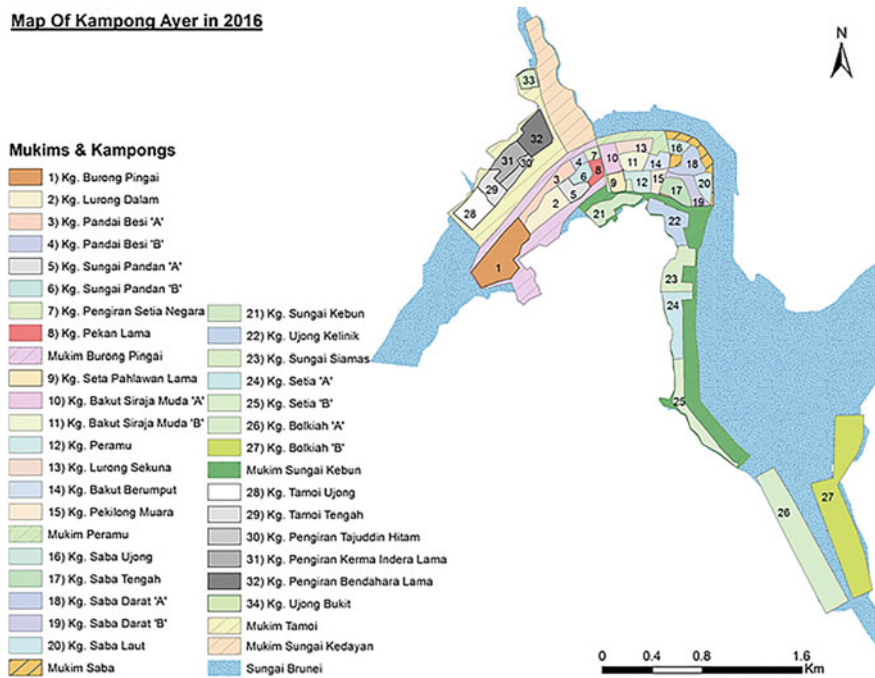 Map Of Kampong Ayer in 2016
N
Mukims & Kampongs
1) Kg. Burong Pingai
2) Kg. Lurong Dalam
3) Kg. Pandai Besi 'A'
4) Kg. Pandai Besi 'B'
5) Kg. Sungai Pandan 'A'
6) Kg. Sungai Pandan 'B'
7) Kg. Pengiran Setia Negara
8) Kg. Pekan Lama
Mukim Burong Pingai
9) Kg. Seta Pahlawan Lama
10) Kg. Bakut Siraja Muda 'A'
11) Kg. Bakut Siraja Muda 'B'
12) Kg. Peramu
13) Kg. Lurong Sekuna
14) Kg. Bakut Berumput
15) Kg. Pekilong Muara
Mukim Peramu
16) Kg. Saba Ujong
17) Kg. Saba Tengah
18) Kg. Saba Darat 'A'
19) Kg. Saba Darat 'B'
20) Kg. Saba Laut
Mukim Saba
21) Kg. Sungai Kebun
22) Kg. Ujong Kelinik
23) Kg. Sungai Siamas
24) Kg. Setia 'A'
25) Kg. Setia 'B'
26) Kg. Bolkiah 'A'
27) Kg. Bolkiah 'B'
Mukim Sungai Kebun
28) Kg. Tamoi Ujong
29) Kg. Tamoi Tengah
30) Kg. Pengiran Tajuddin Hitam
31) Kg. Pengiran Kerma Indera Lama
32) Kg. Pengiran Bendahara Lama
34) Kg. Ujong Bukit
Mukim Tamoi
Mukim Sungai Kedayan
Sungai Brunei
33
32
31
30
29
28
1
2
3
4
5
6
7
8
9
10
11
12
13
14
15
16
17
18
19
20
21
22
23
24
25
26
27
0 0.4 0.8 1.6
Km